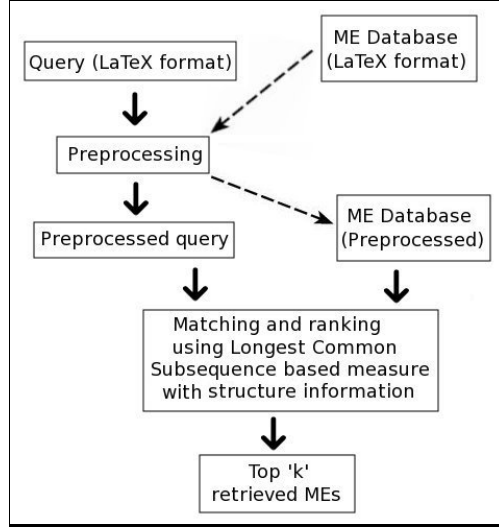 Query (LaTeX format)
ME Database
(LaTeX format)
Preprocessing
Preprocessed query
ME Database
(Preprocessed)
Matching and ranking
using Longest Common
Subsequence based measure
with structure information
Top 'k'
retrieved MEs